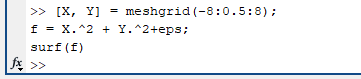 >> [X, Y] = meshgrid(-8:0.5:8);
f = X.^2 + Y.^2+eps;
surf(f)
fx >>